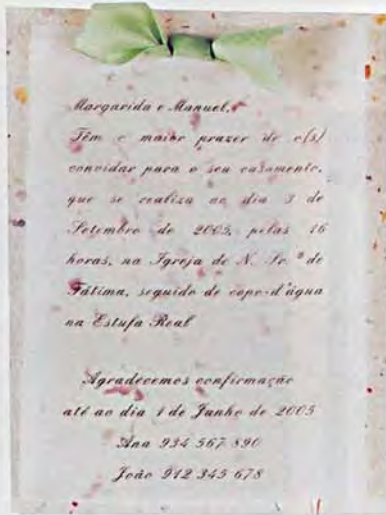 Margarida e Manuel,
Têm o maior prazer de o(s)
convidar para o seu casamento,
que se realiza ao dia 3 de
Setembro de 2005, pelas 16
horas, na Igreja de N. Sr.ª de
Fátima, seguido de copo-d'água
na Estufa Real
Agradecemos confirmação
até ao dia 1 de Junho de 2005
Ana 934 567 890
João 912 345 678